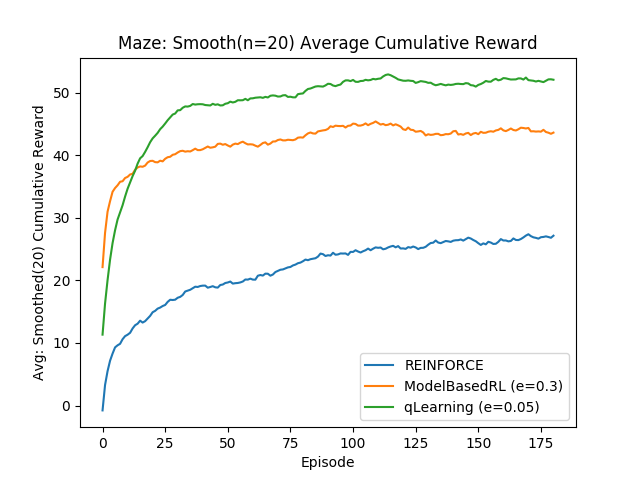 Maze: Smooth(n=20) Average Cumulative Reward
Avg: Smoothed(20) Cumulative Reward
50
40
30
20
10
0
REINFORCE
ModelBasedRL (e=0.3)
qLearning (e=0.05)
0 25 50 75 100 125 150 175
Episode